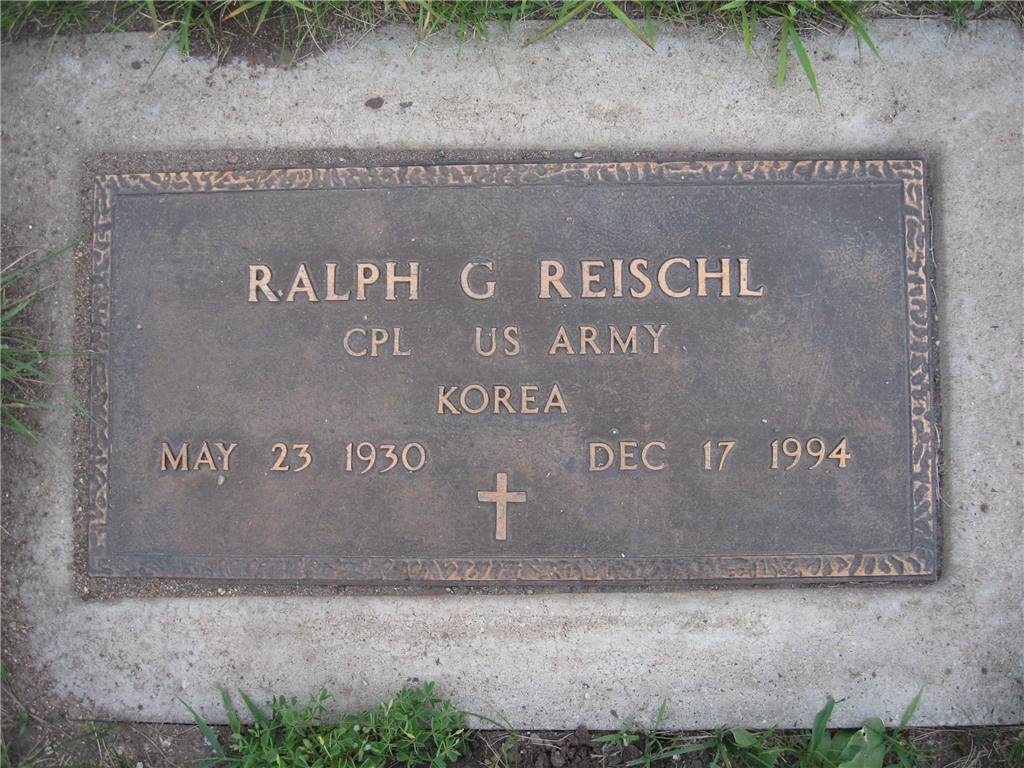 RALPH G REISCHL
CPL US ARMY
KOREA
MAY 23 1930 DEC 17 1994